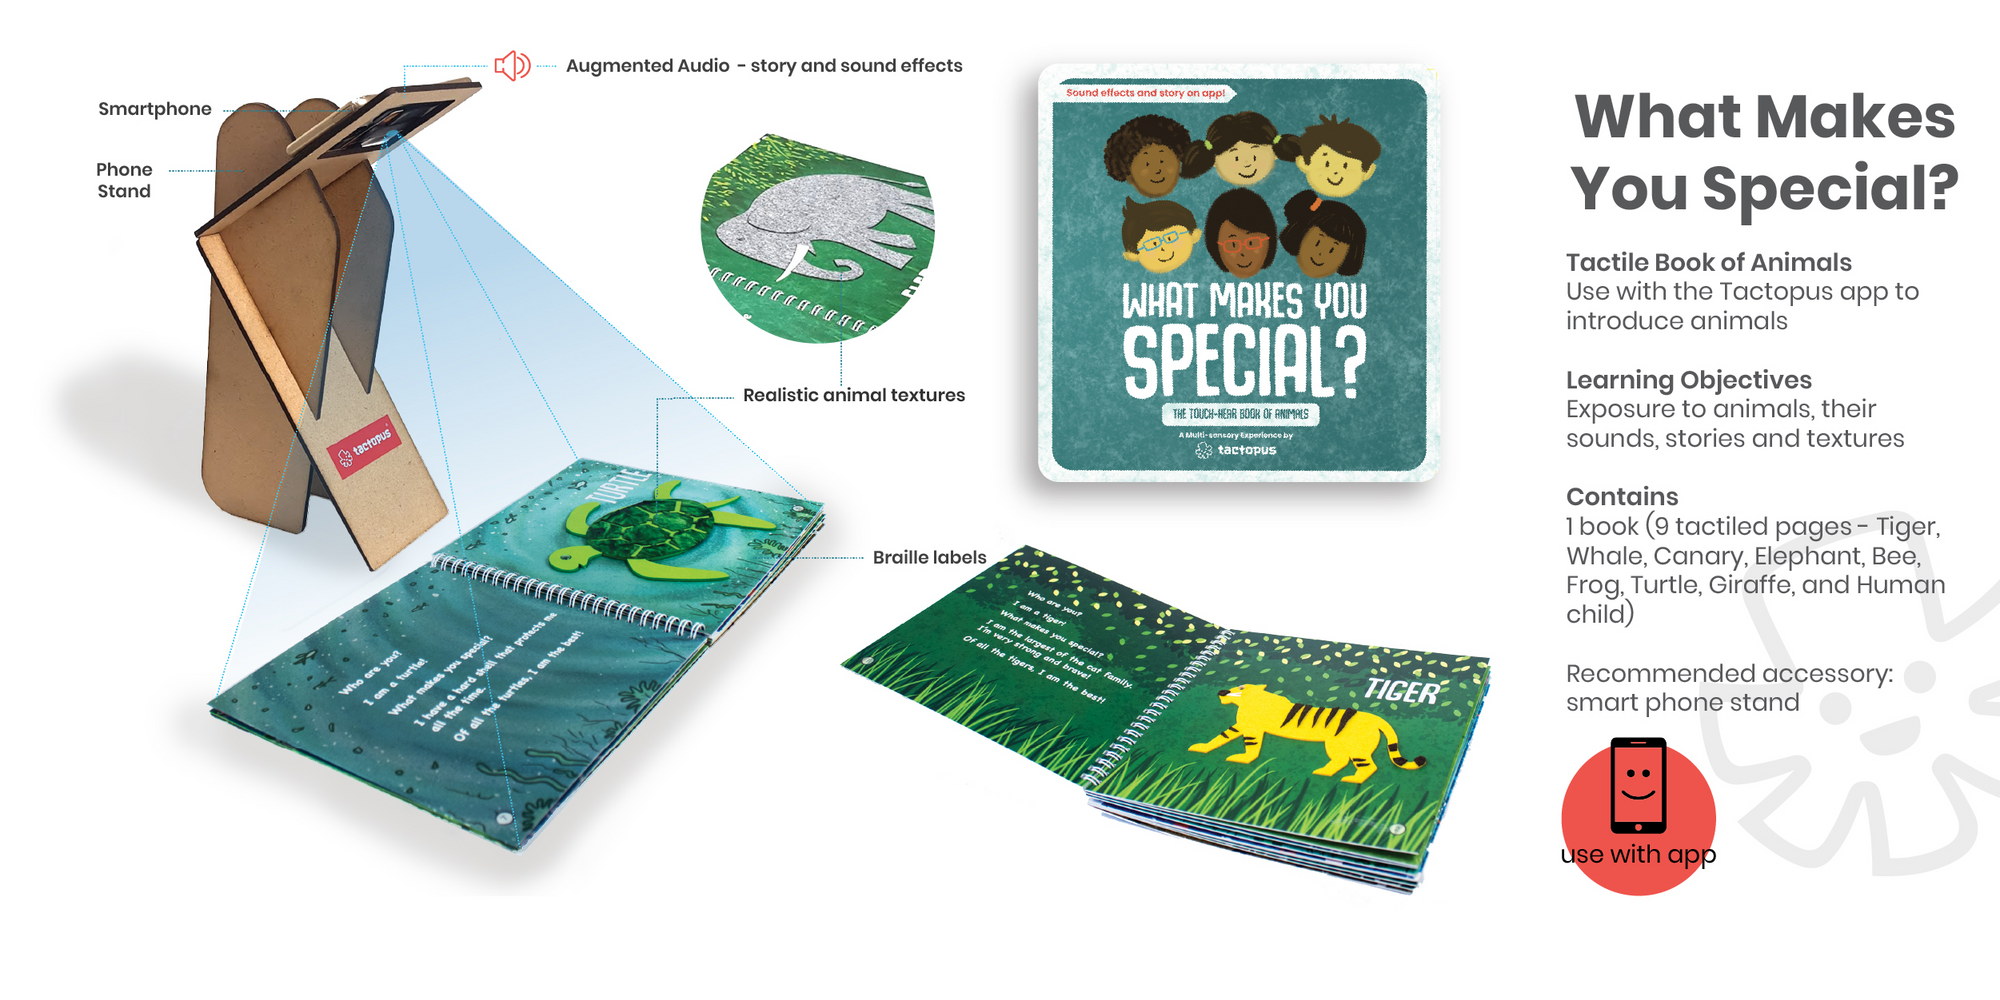 Augmented Audio - story and sound effects
Smartphone
Phone
Stand
tactopus
Realistic animal textures
Braille labels
TURTLE
Who are you?
I am a turtle!
What makes you special?
I have a hard shell that protects me
all the time.
Of all the turtles, I am the best!
Sound effects and story on app!
WHAT MAKES YOU
SPECIAL?
THE TOUCH-HEAR BOOK OF ANIMALS
A Multi-sensory Experience by
tactopus
Who are you?
I am a tiger!
What makes you special?
I am the largest of the cat family.
I'm very strong and brave!
Of all the tigers, I am the best!
TIGER
What Makes
You Special?
Tactile Book of Animals
Use with the Tactopus app to
introduce animals
Learning Objectives
Exposure to animals, their
sounds, stories and textures
Contains
1 book (9 tactiled pages - Tiger,
Whale, Canary, Elephant, Bee,
Frog, Turtle, Giraffe, and Human
child)
Recommended accessory:
smart phone stand
use with app